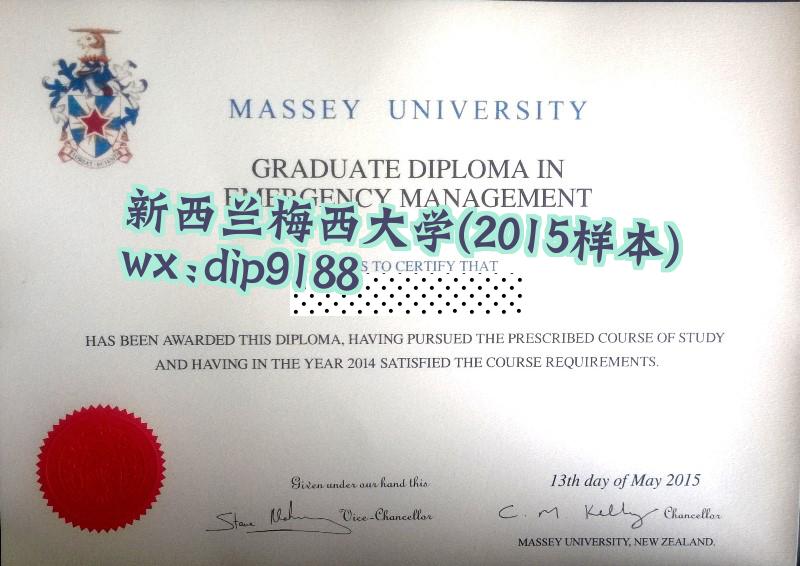 MASSEY UNIVERSITY
GRADUATE DIPLOMA IN
EMERGENCY MANAGEMENT
新西兰梅西大学(2015样本)
wx:dip9188
S TO CERTIFY THAT
HAS BEEN AWARDED THIS DIPLOMA, HAVING PURSUED THE PRESCRIBED COURSE OF STUDY
AND HAVING IN THE YEAR 2014 SATISFIED THE COURSE REQUIREMENTS.
Given under our hand this
13th day of May 2015
Vice-Chancellor
C. M Kelly Chancellor
MASSEY UNIVERSITY, NEW ZEALAND.